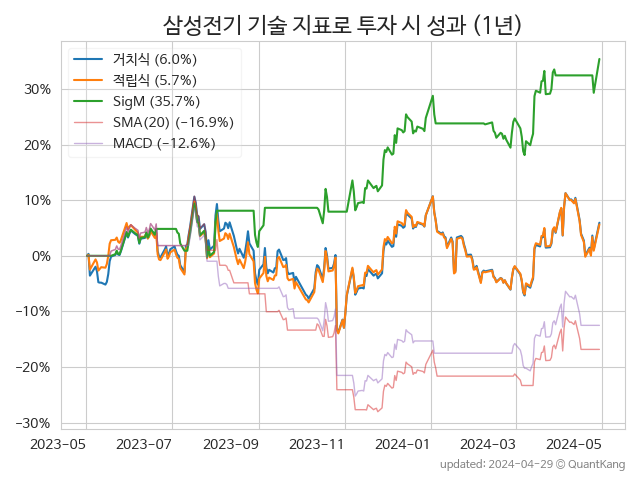 삼성전기 기술 지표로 투자 시 성과 (1년)
거치식 (6.0%)
적립식 (5.7%)
SigM (35.7%)
SMA(20) (−16.9%)
MACD (−12.6%)
30%
20%
10%
0%
−10%
−20%
−30%
2023-05 2023-07 2023-09 2023-11 2024-01 2024-03 2024-05
updated: 2024-04-29 © QuantKang